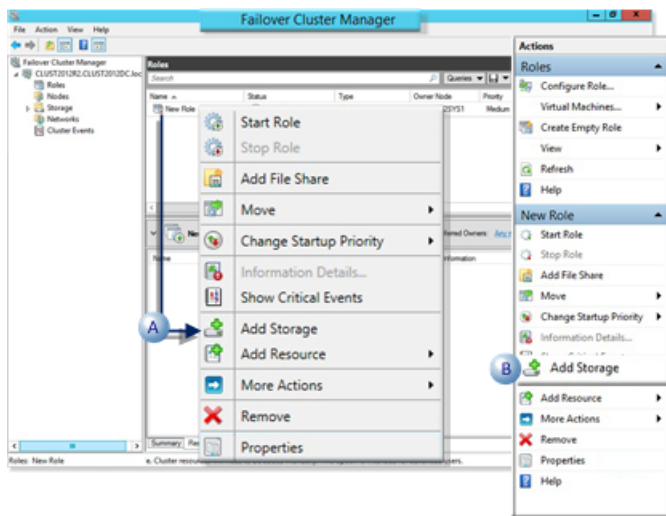 Failover Cluster Manager
File Action View Help
Failover Cluster Manager
CLUST2012R2.CLUST2012DC.loc
Roles
Nodes
Storage
Networks
Cluster Events
Roles
Search
Queries
Name Status Type Owner Node Priority
New Role 2SYS1 Medium
Start Role
Stop Role
Add File Share
Move
Change Startup Priority
Information Details...
Show Critical Events
A
Add Storage
Add Resource
More Actions
Remove
Properties
Name
Summary
Roles: New Role
Actions
Roles
Configure Role...
Virtual Machines...
Create Empty Role
View
Refresh
Help
New Role
Start Role
Stop Role
Add File Share
Move
Change Startup Priority
Information Details...
B Add Storage
Add Resource
More Actions
Remove
Properties
Help